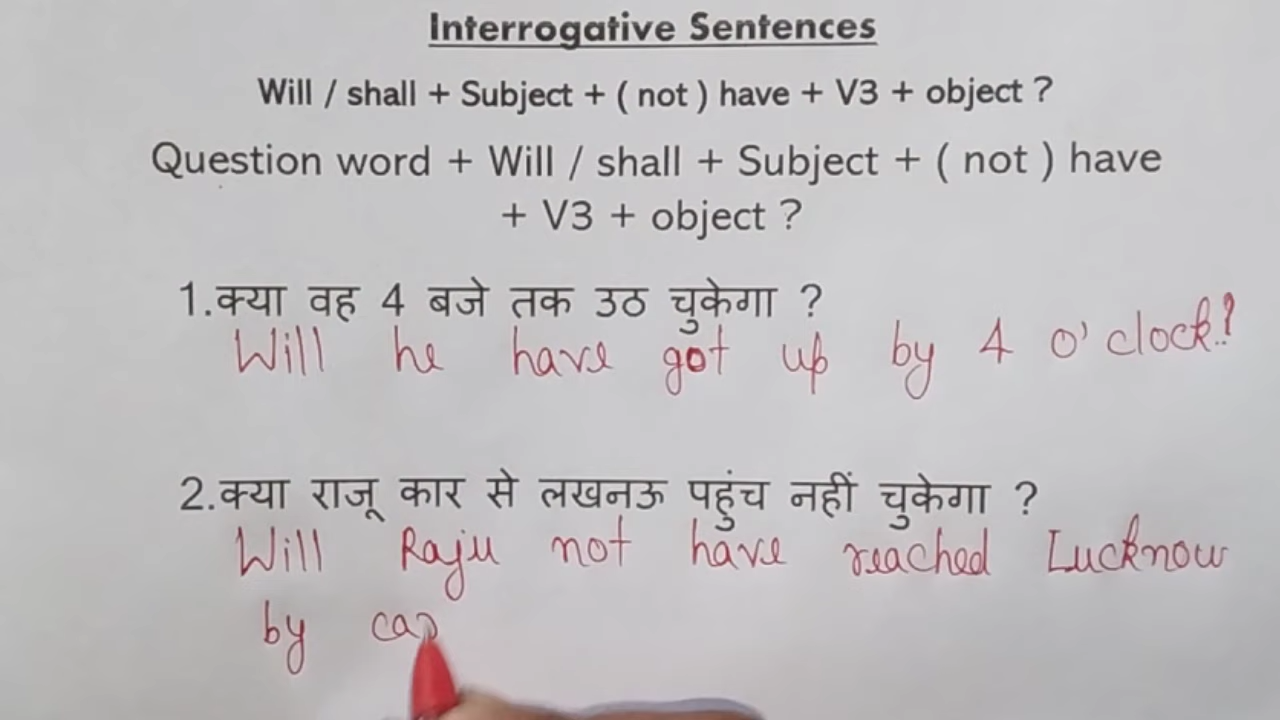 Interrogative Sentences
Will / shall + Subject + ( not ) have + V3 + object ?
Question word + Will / shall + Subject + ( not ) have
+ V3 + object ?
1.क्या वह 4 बजे तक उठ चुकेगा ?
Will he have got up by 4 o'clock?
2.क्या राजू कार से लखनऊ पहुंच नहीं चुकेगा ?
Will Raju not have reached Lucknow
by car